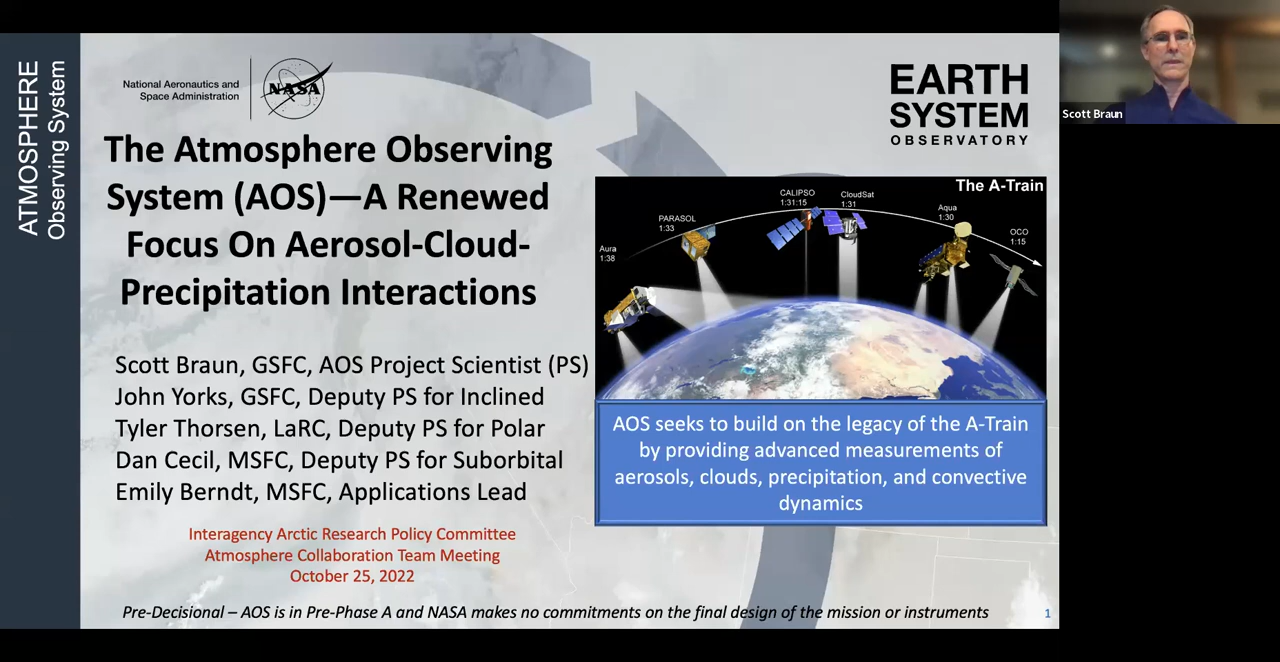 ATMOSPHERE
Observing System
National Aeronautics and
Space Administration
NASA
EARTH
SYSTEM
OBSERVATORY
The Atmosphere Observing
System (AOS)—A Renewed
Focus On Aerosol-Cloud-
Precipitation Interactions
Scott Braun, GSFC, AOS Project Scientist (PS)
John Yorks, GSFC, Deputy PS for Inclined
Tyler Thorsen, LaRC, Deputy PS for Polar
Dan Cecil, MSFC, Deputy PS for Suborbital
Emily Berndt, MSFC, Applications Lead
Interagency Arctic Research Policy Committee
Atmosphere Collaboration Team Meeting
October 25, 2022
The A-Train
Aura
1:38
PARASOL
1:33
CALIPSO
1:31:15
CloudSat
1:31
Aqua
1:30
OCO
1:15
AOS seeks to build on the legacy of the A-Train
by providing advanced measurements of
aerosols, clouds, precipitation, and convective
dynamics
Pre-Decisional – AOS is in Pre-Phase A and NASA makes no commitments on the final design of the mission or instruments
1
Scott Braun